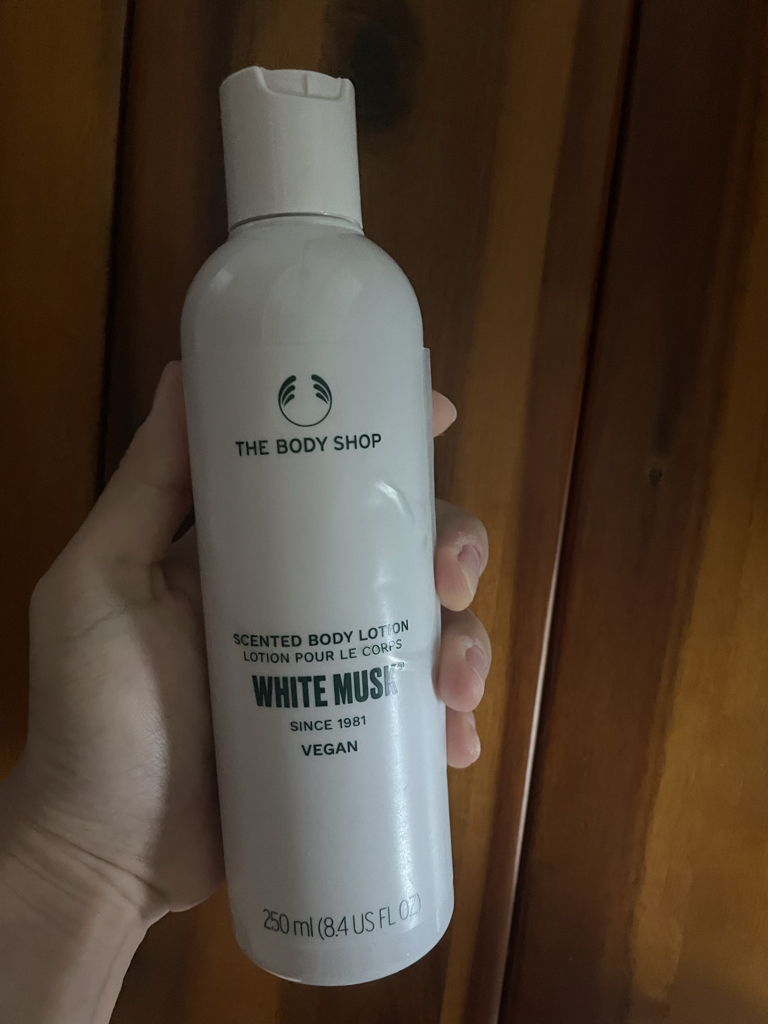 THE BODY SHOP
SCENTED BODY LOTION
LOTION POUR LE CORPS
WHITE MUSK™
SINCE 1981
VEGAN
250 ml (8.4 US FL OZ)